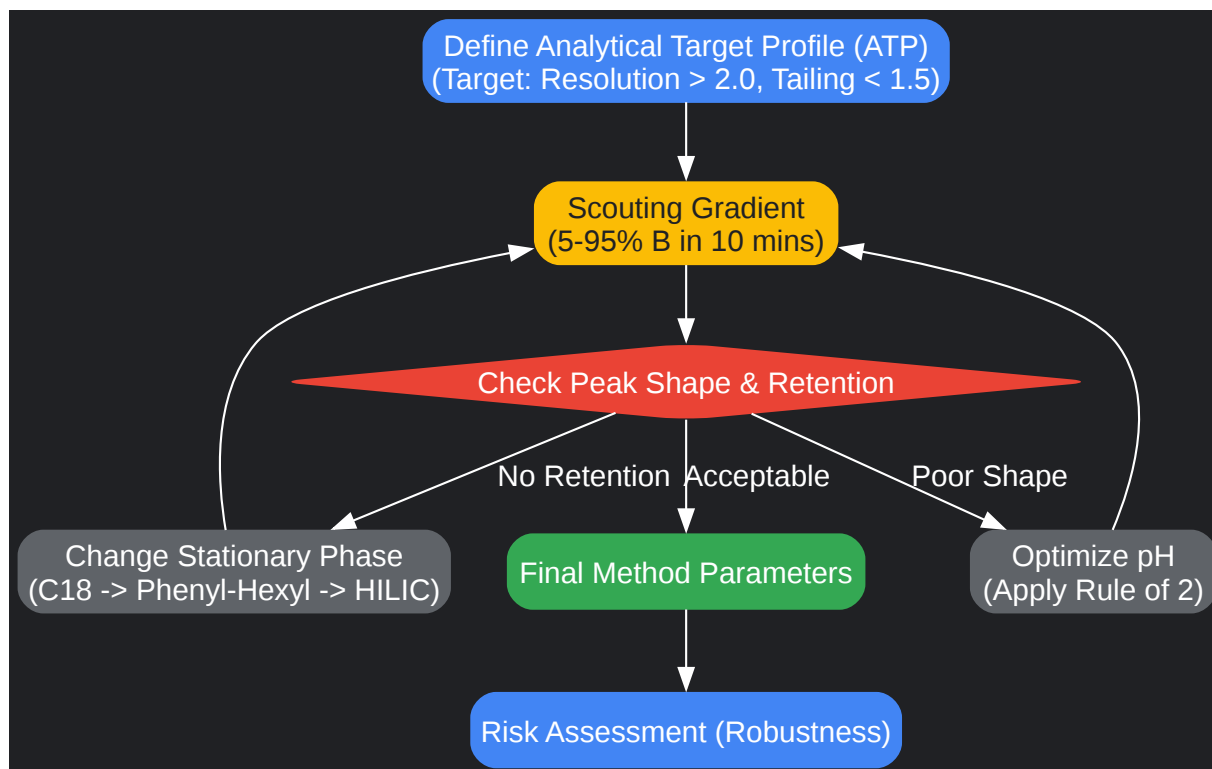 Define Analytical Target Profile (ATP)
(Target: Resolution > 2.0, Tailing < 1.5)
Scouting Gradient
(5-95% B in 10 mins)
Check Peak Shape & Retention
No Retention
Acceptable
Poor Shape
Change Stationary Phase
(C18 -> Phenyl-Hexyl -> HILIC)
Final Method Parameters
Optimize pH
(Apply Rule of 2)
Risk Assessment (Robustness)